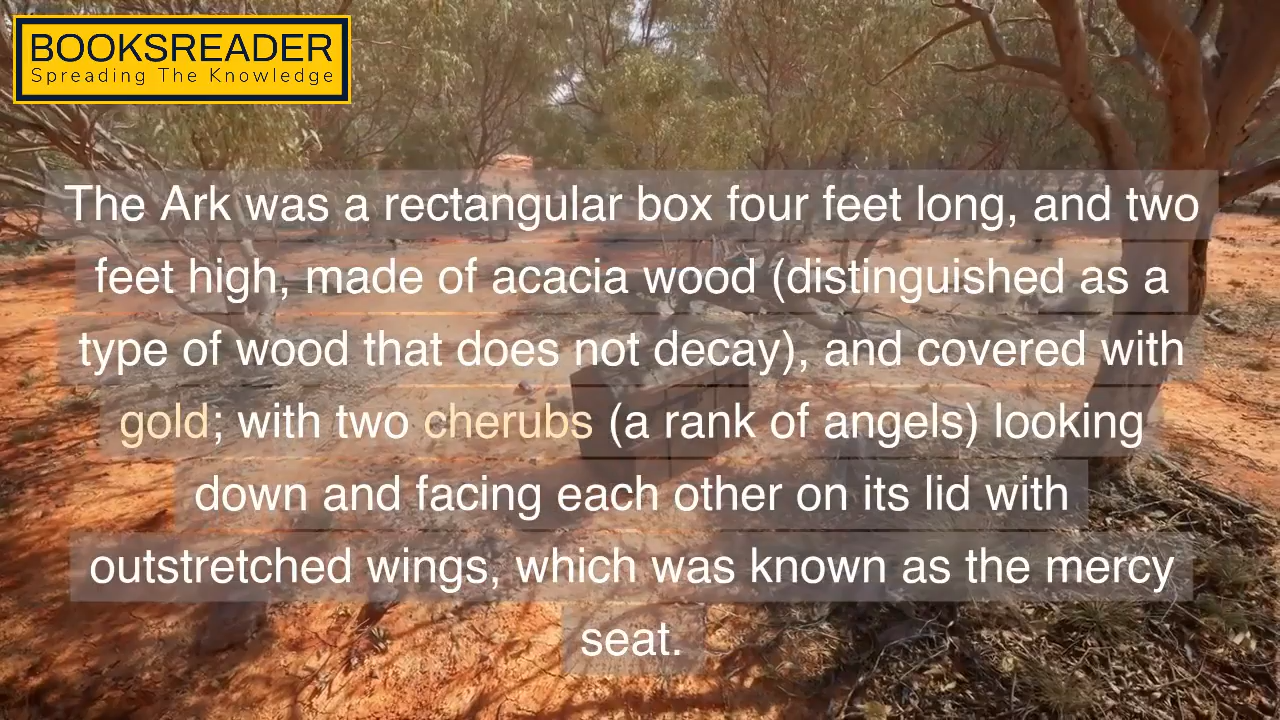 BOOKSREADER
Spreading The Knowledge
The Ark was a rectangular box four feet long, and two
feet high, made of acacia wood (distinguished as a
type of wood that does not decay), and covered with
gold; with two cherubs (a rank of angels) looking
down and facing each other on its lid with
outstretched wings, which was known as the mercy
seat.